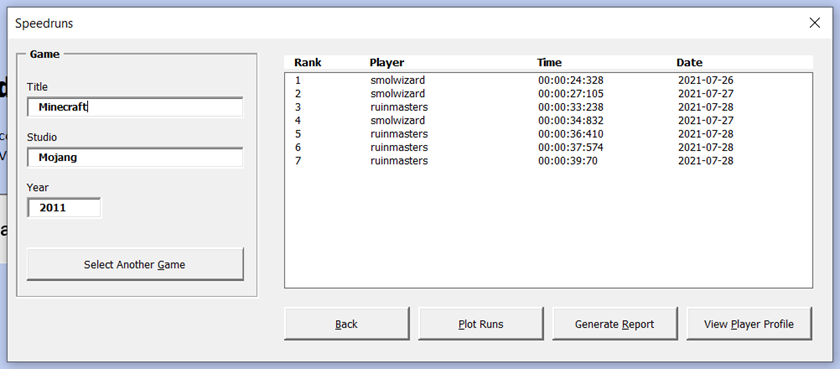 Speedruns
Game
Title
Minecraft
Studio
Mojang
Year
2011
Select Another Game
Rank Player Time Date
1 smolwizard 00:00:24:328 2021-07-26
2 smolwizard 00:00:27:105 2021-07-27
3 ruinmasters 00:00:33:238 2021-07-28
4 smolwizard 00:00:34:832 2021-07-27
5 ruinmasters 00:00:36:410 2021-07-28
6 ruinmasters 00:00:37:574 2021-07-28
7 ruinmasters 00:00:39:70 2021-07-28
Back Plot Runs Generate Report View Player Profile